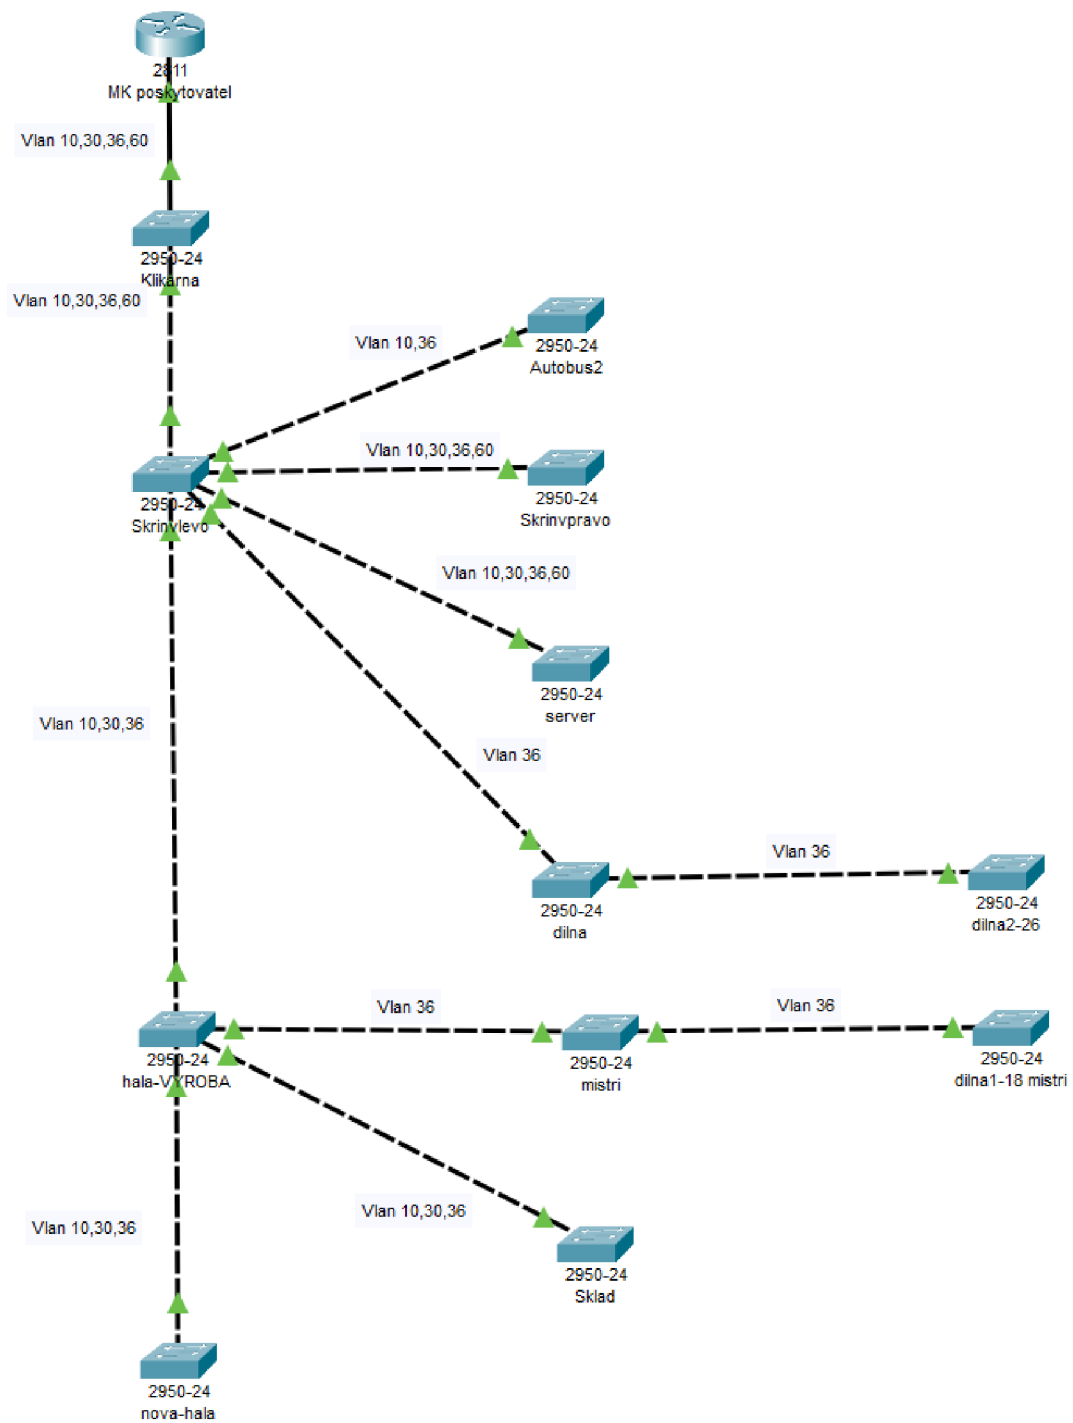 2811
MK poskytovatel
Vlan 10,30,36,60
2950-24
Klikarna
Vlan 10,30,36,60
2950-24
Autobus2
Vlan 10,36
Vlan 10,30,36,60
2950-24
Skrinvpravo
2950-24
Skrinvlevo
Vlan 10,30,36,60
2950-24
server
Vlan 10,30,36
Vlan 36
2950-24
dilna
Vlan 36
2950-24
dilna2-26
Vlan 36
Vlan 36
2950-24
hala-VYROBA
2950-24
mistri
2950-24
dilna1-18 mistri
Vlan 10,30,36
Vlan 10,30,36
2950-24
Sklad
2950-24
nova-hala